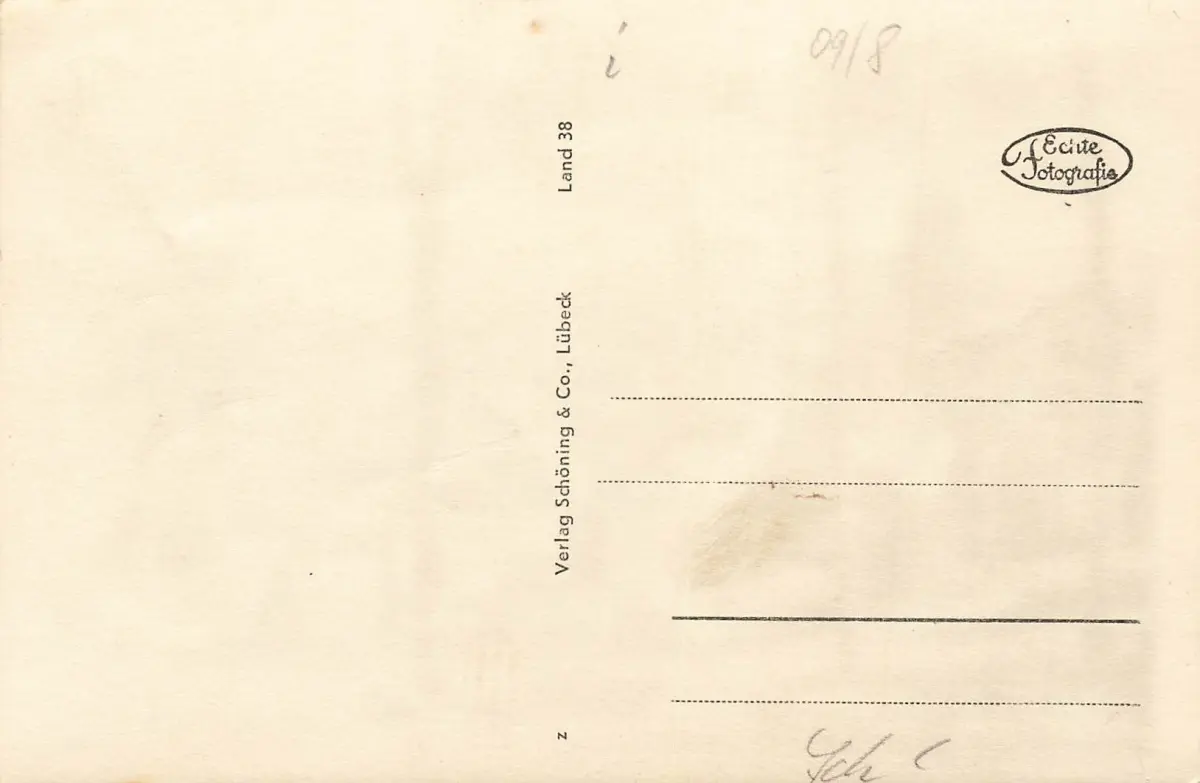 09/8
Echte
Fotografie
Land 38
Verlag Schöning & Co., Lübeck
z